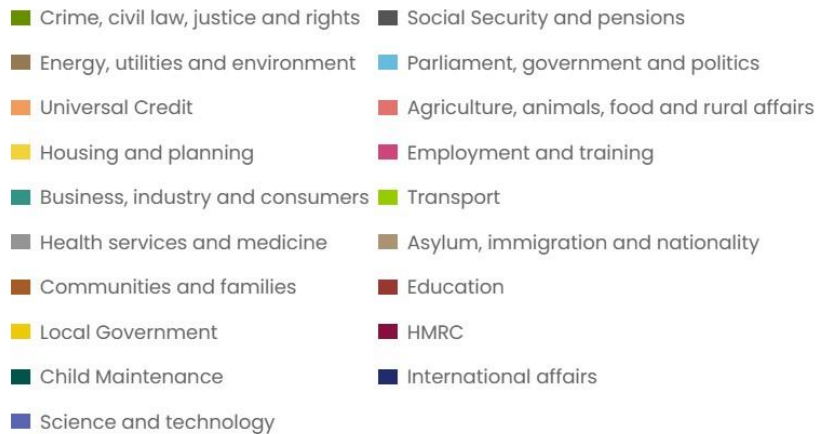 Crime, civil law, justice and rights
Social Security and pensions
Energy, utilities and environment
Parliament, government and politics
Universal Credit
Agriculture, animals, food and rural affairs
Housing and planning
Employment and training
Business, industry and consumers
Transport
Health services and medicine
Asylum, immigration and nationality
Communities and families
Education
Local Government
HMRC
Child Maintenance
International affairs
Science and technology